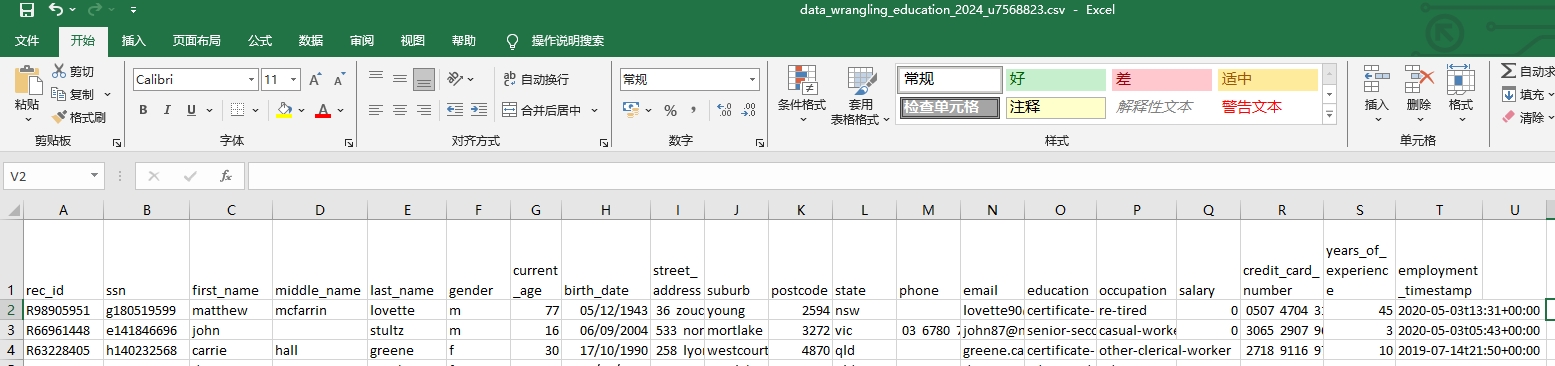 data_wrangling_education_2024_u7568823.csv - Excel
文件 开始 插入 页面布局 公式 数据 审阅 视图 帮助 操作说明搜索
粘贴 剪切 复制 格式刷 剪贴板
Calibri 11 B I U A 字体
自动换行 合并后居中 对齐方式
常规 % 数字
条件格式 套用表格格式
常规 好 差 适中
检查单元格 注释 解释性文本 警告文本
样式
插入 删除 格式 单元格
自动求 填充 清除
V2 fx
A B C D E F G H I J K L M N O P Q R S T U
1 rec_id ssn first_name middle_name last_name gender current_age birth_date street_address suburb postcode state phone email education occupation salary credit_card_number years_of_experience employment_timestamp
2 R98905951 g180519599 matthew mcfarrin lovette m 77 05/12/1943 36 zouc young 2594 nsw lovette90 certificate- re-tired 0 0507 4704 45 2020-05-03t13:31+00:00
3 R66961448 e141846696 john stultz m 16 06/09/2004 533 nor mortlake 3272 vic 03 6780 john87@ senior-seco casual-worke 0 3065 2907 3 2020-05-03t05:43+00:00
4 R63228405 h140232568 carrie hall greene f 30 17/10/1990 258 lyo westcourt 4870 qld greene.ca certificate- other-clerical-worker 2718 9116 10 2019-07-14t21:50+00:00